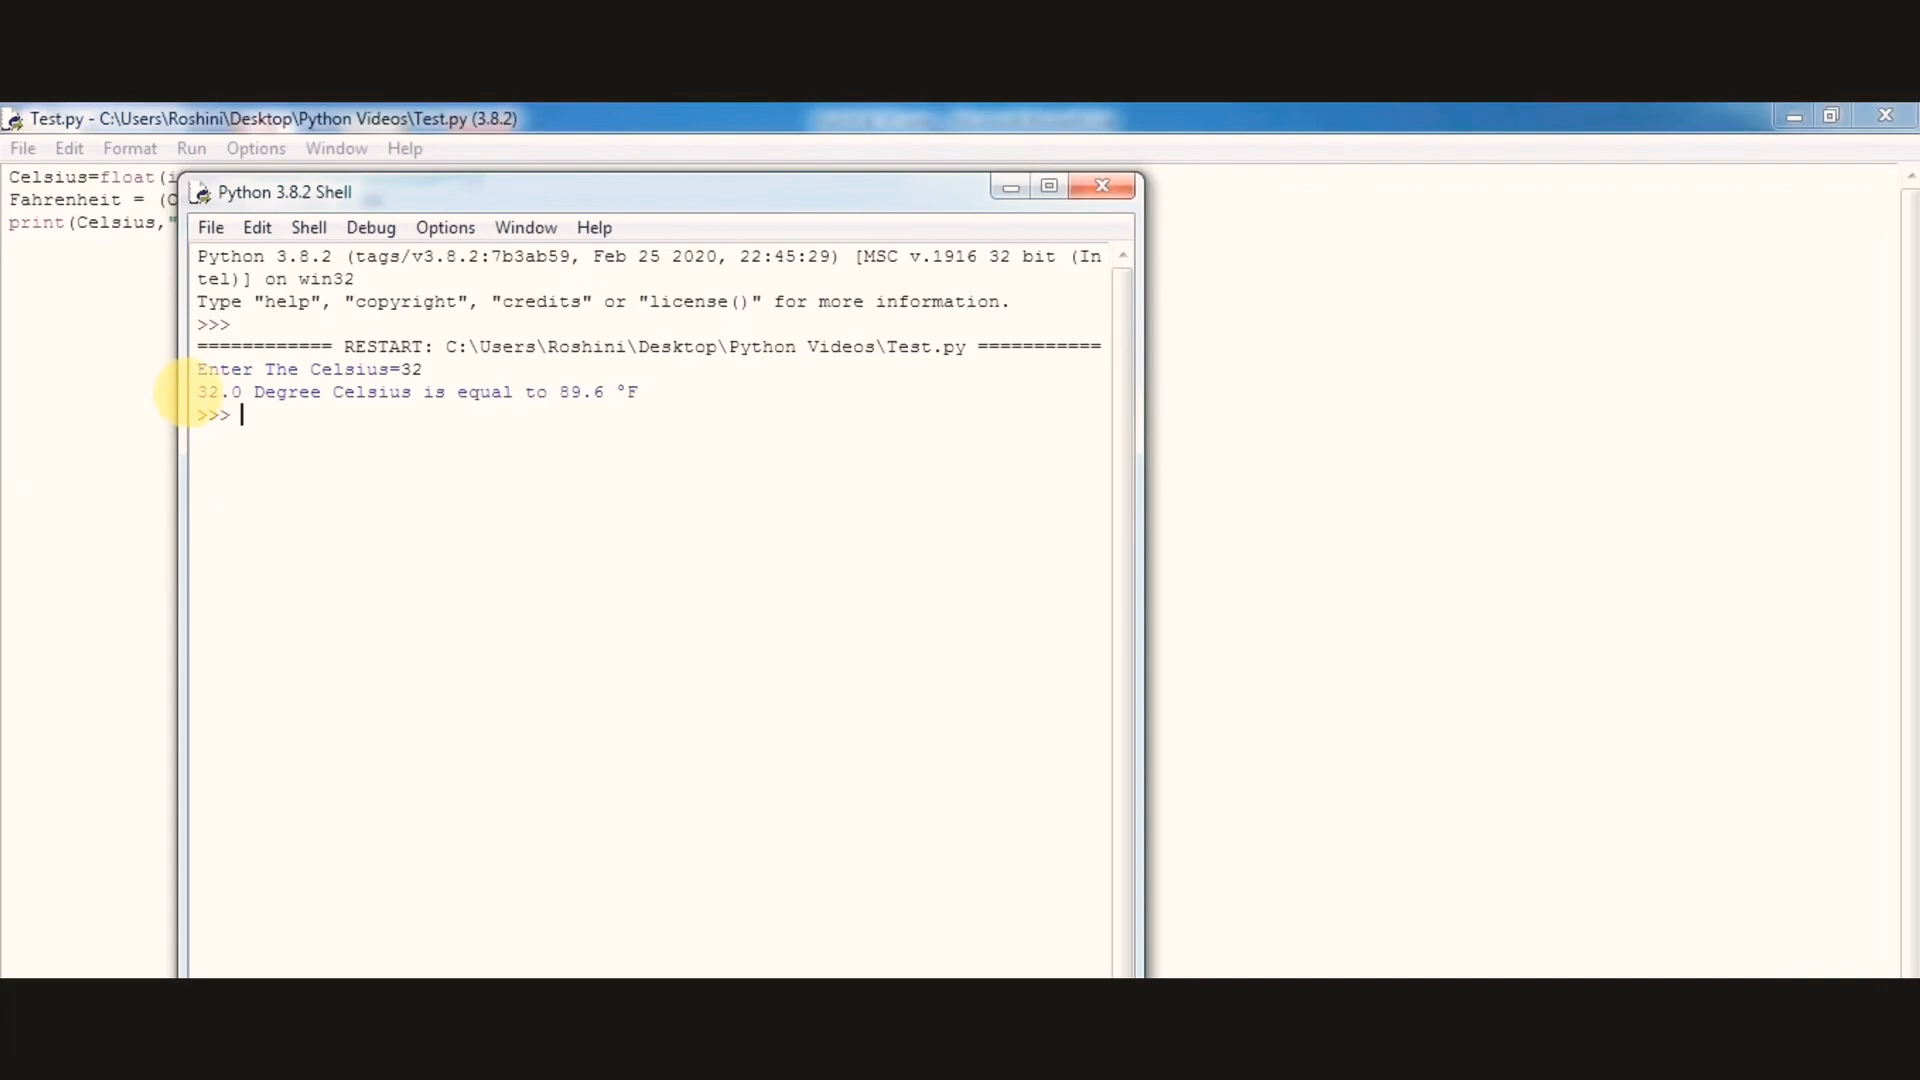 Test.py - C:\Users\Roshini\Desktop\Python Videos\Test.py (3.8.2)
File Edit Format Run Options Window Help
Celsius=float(i
Fahrenheit = (C
print(Celsius,"
Python 3.8.2 Shell
File Edit Shell Debug Options Window Help
Python 3.8.2 (tags/v3.8.2:7b3ab59, Feb 25 2020, 22:45:29) [MSC v.1916 32 bit (In
tel)] on win32
Type "help", "copyright", "credits" or "license()" for more information.
>>>
============ RESTART: C:\Users\Roshini\Desktop\Python Videos\Test.py ===========
Enter The Celsius=32
32.0 Degree Celsius is equal to 89.6 °F
>>>